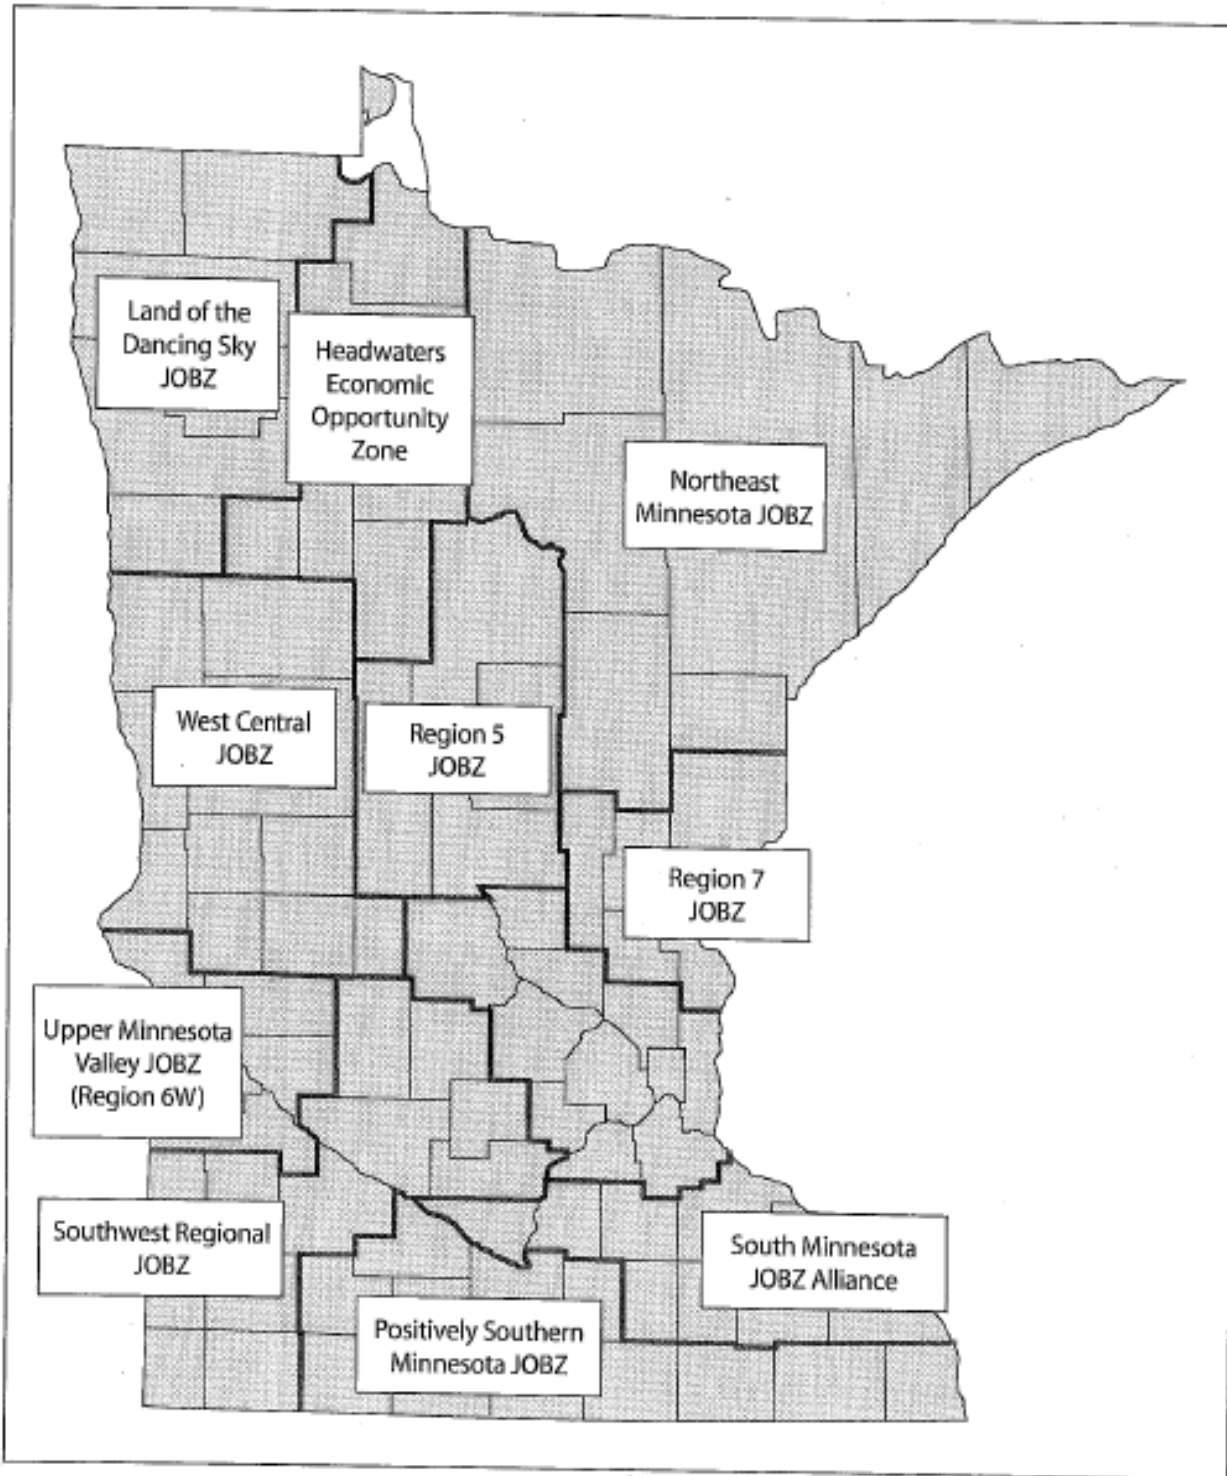 Land of the
Dancing Sky
JOBZ
Headwaters
Economic
Opportunity
Zone
Northeast
Minnesota JOBZ
West Central
JOBZ
Region 5
JOBZ
Region 7
JOBZ
Upper Minnesota
Valley JOBZ
(Region 6W)
Southwest Regional
JOBZ
South Minnesota
JOBZ Alliance
Positively Southern
Minnesota JOBZ